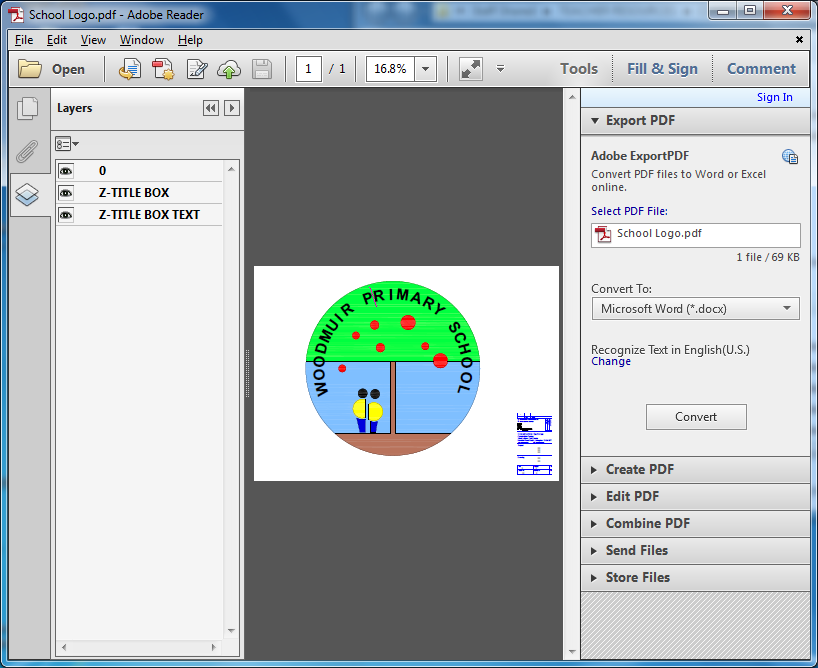 School Logo.pdf - Adobe Reader
File Edit View Window Help
Open 1 / 1 16.8% Tools Fill & Sign Comment
Sign In
Layers
0
Z-TITLE BOX
Z-TITLE BOX TEXT
WOODMUIR PRIMARY SCHOOL
Export PDF
Adobe ExportPDF
Convert PDF files to Word or Excel
online.
Select PDF File:
School Logo.pdf
1 file / 69 KB
Convert To:
Microsoft Word (*.docx)
Recognize Text in English(U.S.)
Change
Convert
Create PDF
Edit PDF
Combine PDF
Send Files
Store Files